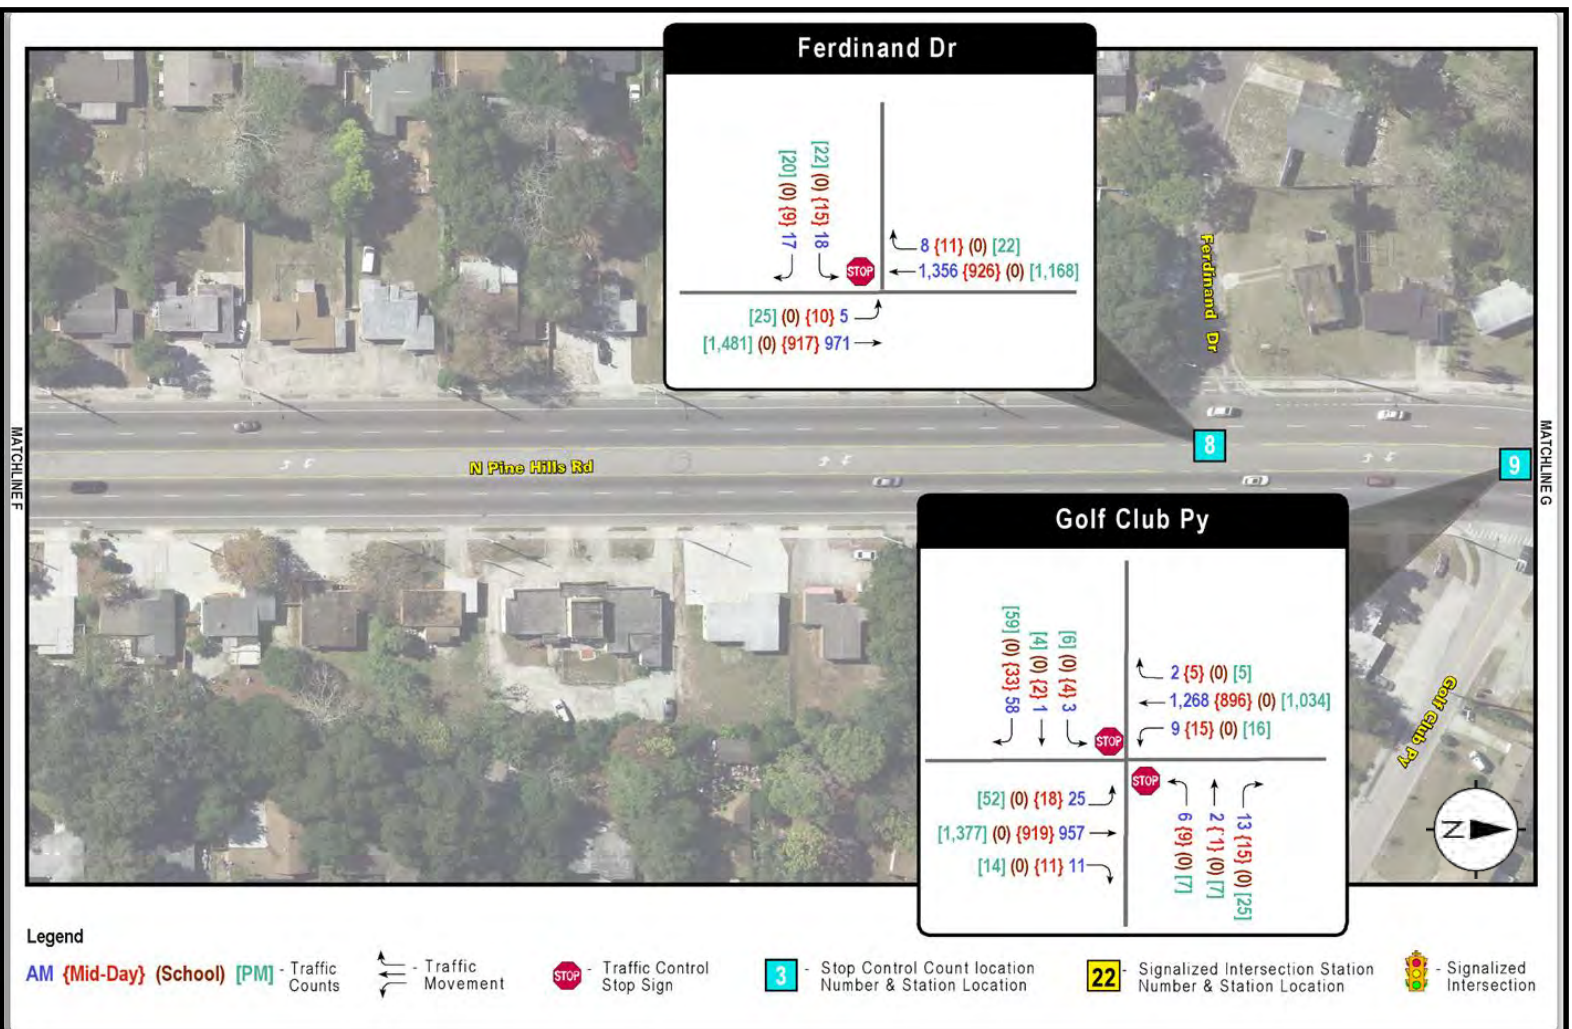 Ferdinand Dr
[20] (0) {9} 17
[22] (0) {15} 18
STOP
8 {11} (0) [22]
1,356 {926} (0) [1,168]
[25] (0) {10} 5
[1,481] (0) {917} 971
Ferdinand Dr
MATCHLINE F
N Pine Hills Rd
8
9
MATCHLINE G
Golf Club Py
[59] (0) {33} 58
[4] (0) {2} 1
[6] (0) {4} 3
STOP
2 {5} (0) [5]
1,268 {896} (0) [1,034]
9 {15} (0) [16]
STOP
[52] (0) {18} 25
[1,377] (0) {919} 957
[14] (0) {11} 11
6 {9} (0) [7]
2 {1} (0) [7]
13 {15} (0) [25]
Golf Club Py
N
Legend
AM {Mid-Day} (School) [PM] - Traffic Counts
- Traffic Movement
STOP - Traffic Control Stop Sign
3 - Stop Control Count location Number & Station Location
22 - Signalized Intersection Station Number & Station Location
- Signalized Intersection